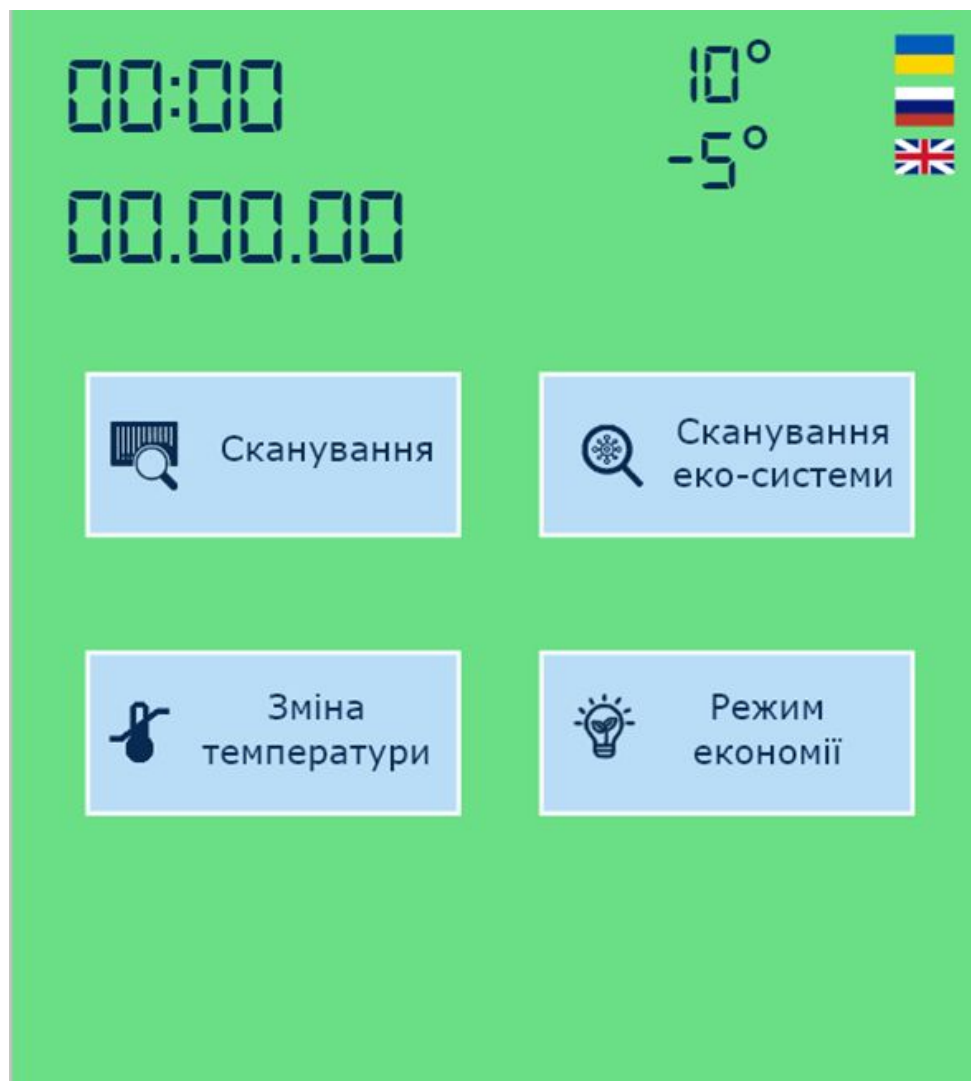 00:00
10°
-5°
00.00.00
Сканування
Сканування
еко-системи
Зміна
температури
Режим
економії